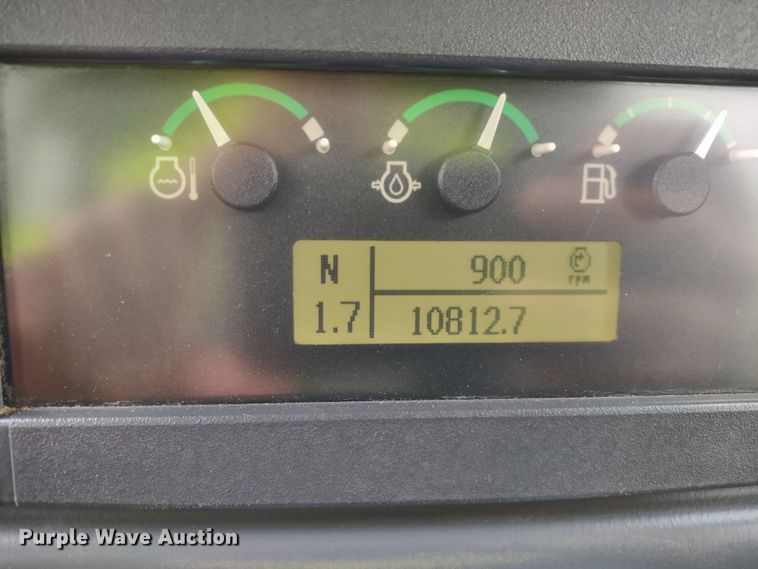 N 900
rpm
1.7 10812.7
Purple Wave Auction